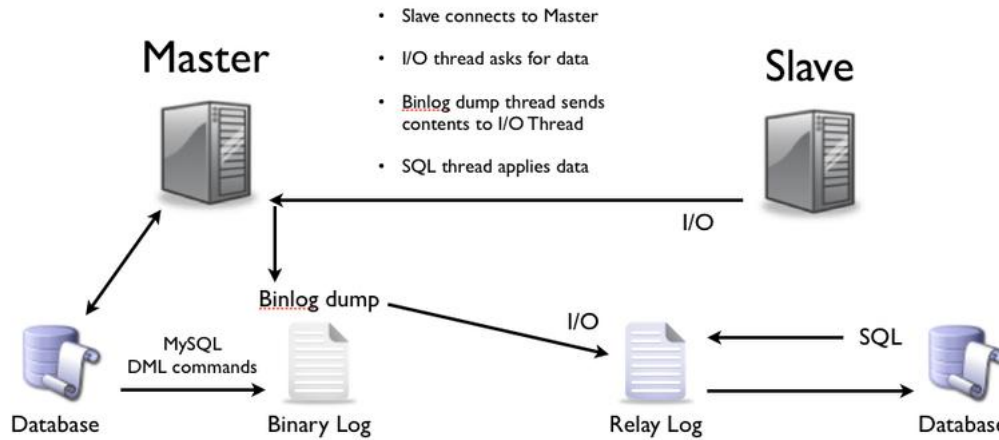 • Slave connects to Master
Master
• I/O thread asks for data
Slave
• Binlog dump thread sends
contents to I/O Thread
• SQL thread applies data
I/O
Binlog dump
I/O
SQL
MySQL
DML commands
Database
Binary Log
Relay Log
Database